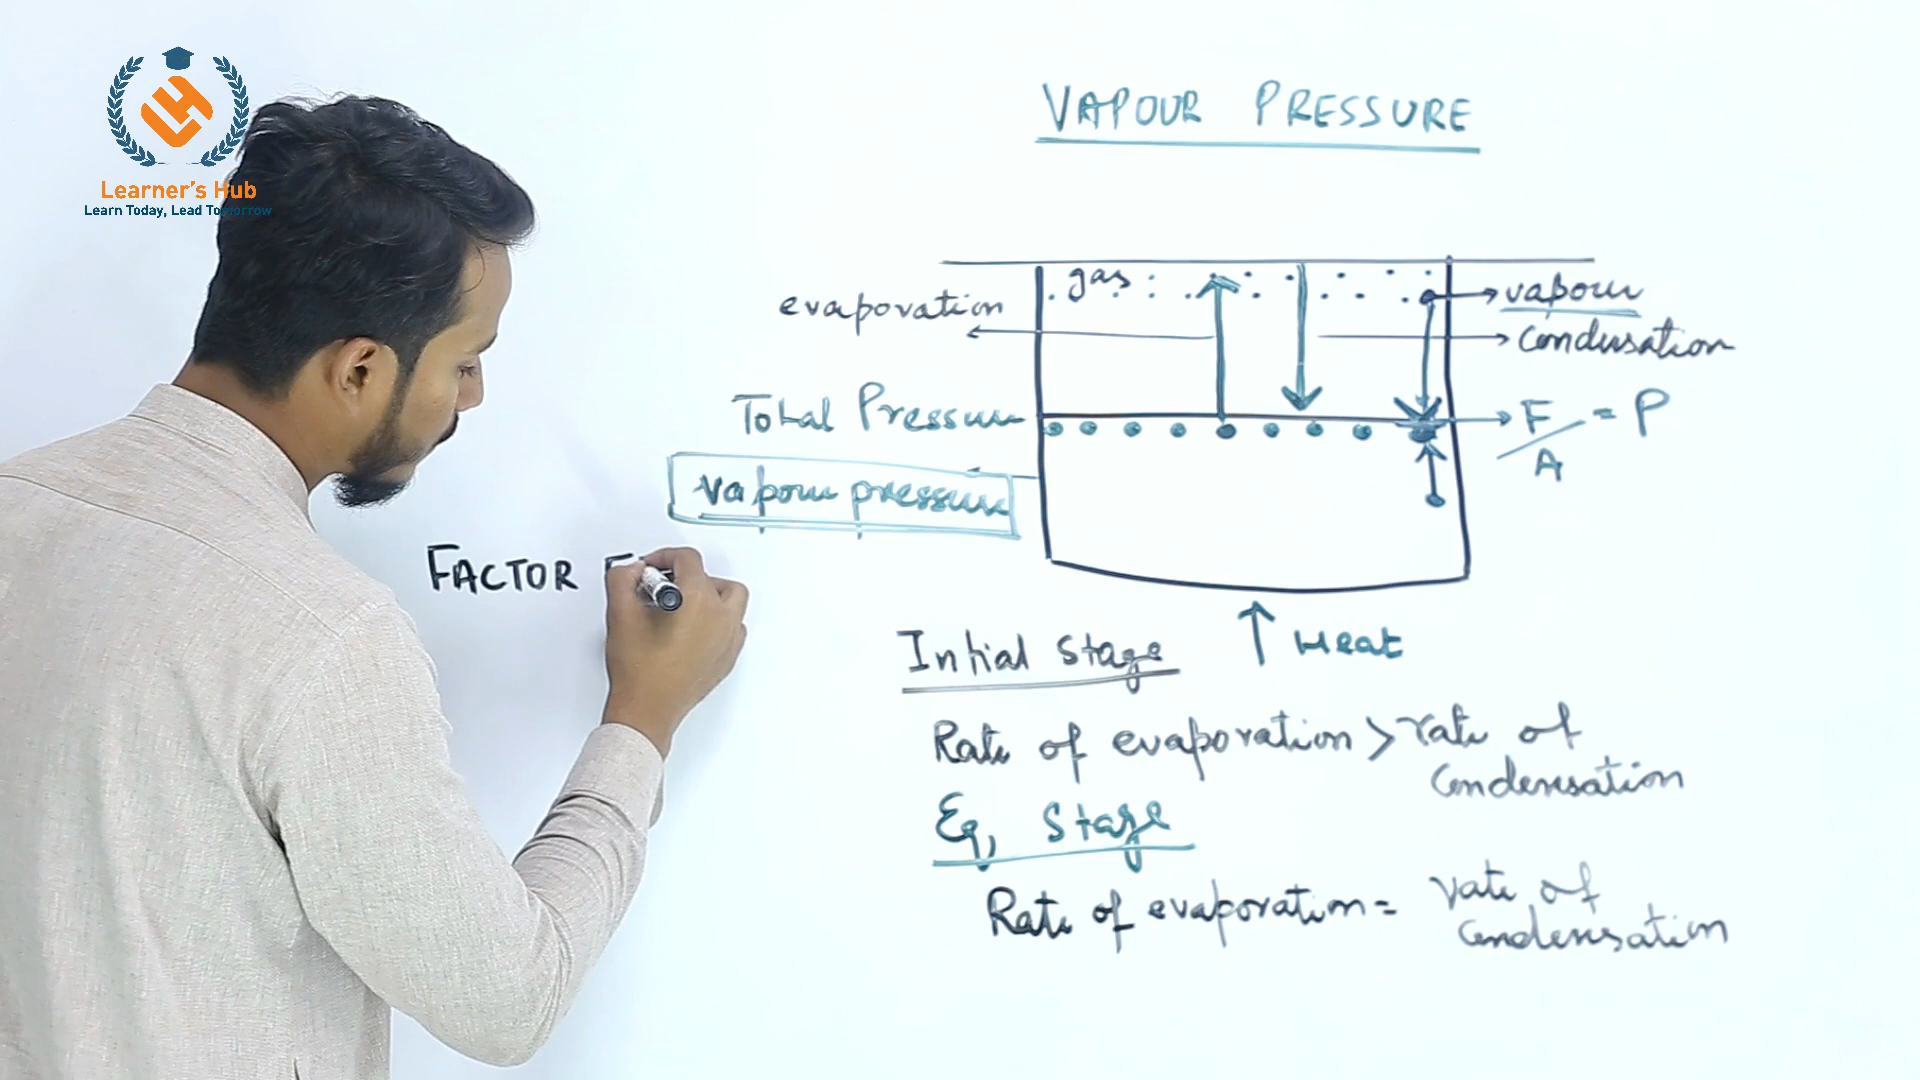 Learner's Hub
Learn Today, Lead Tomorrow
VAPOUR PRESSURE
gas
evaporation
vapour
condensation
Total Pressure
F/A = P
vapour pressure
FACTOR
Heat
Initial Stage
Rate of evaporation > rate of
condensation
Eq, Stage
Rate of evaporation = rate of
condensation